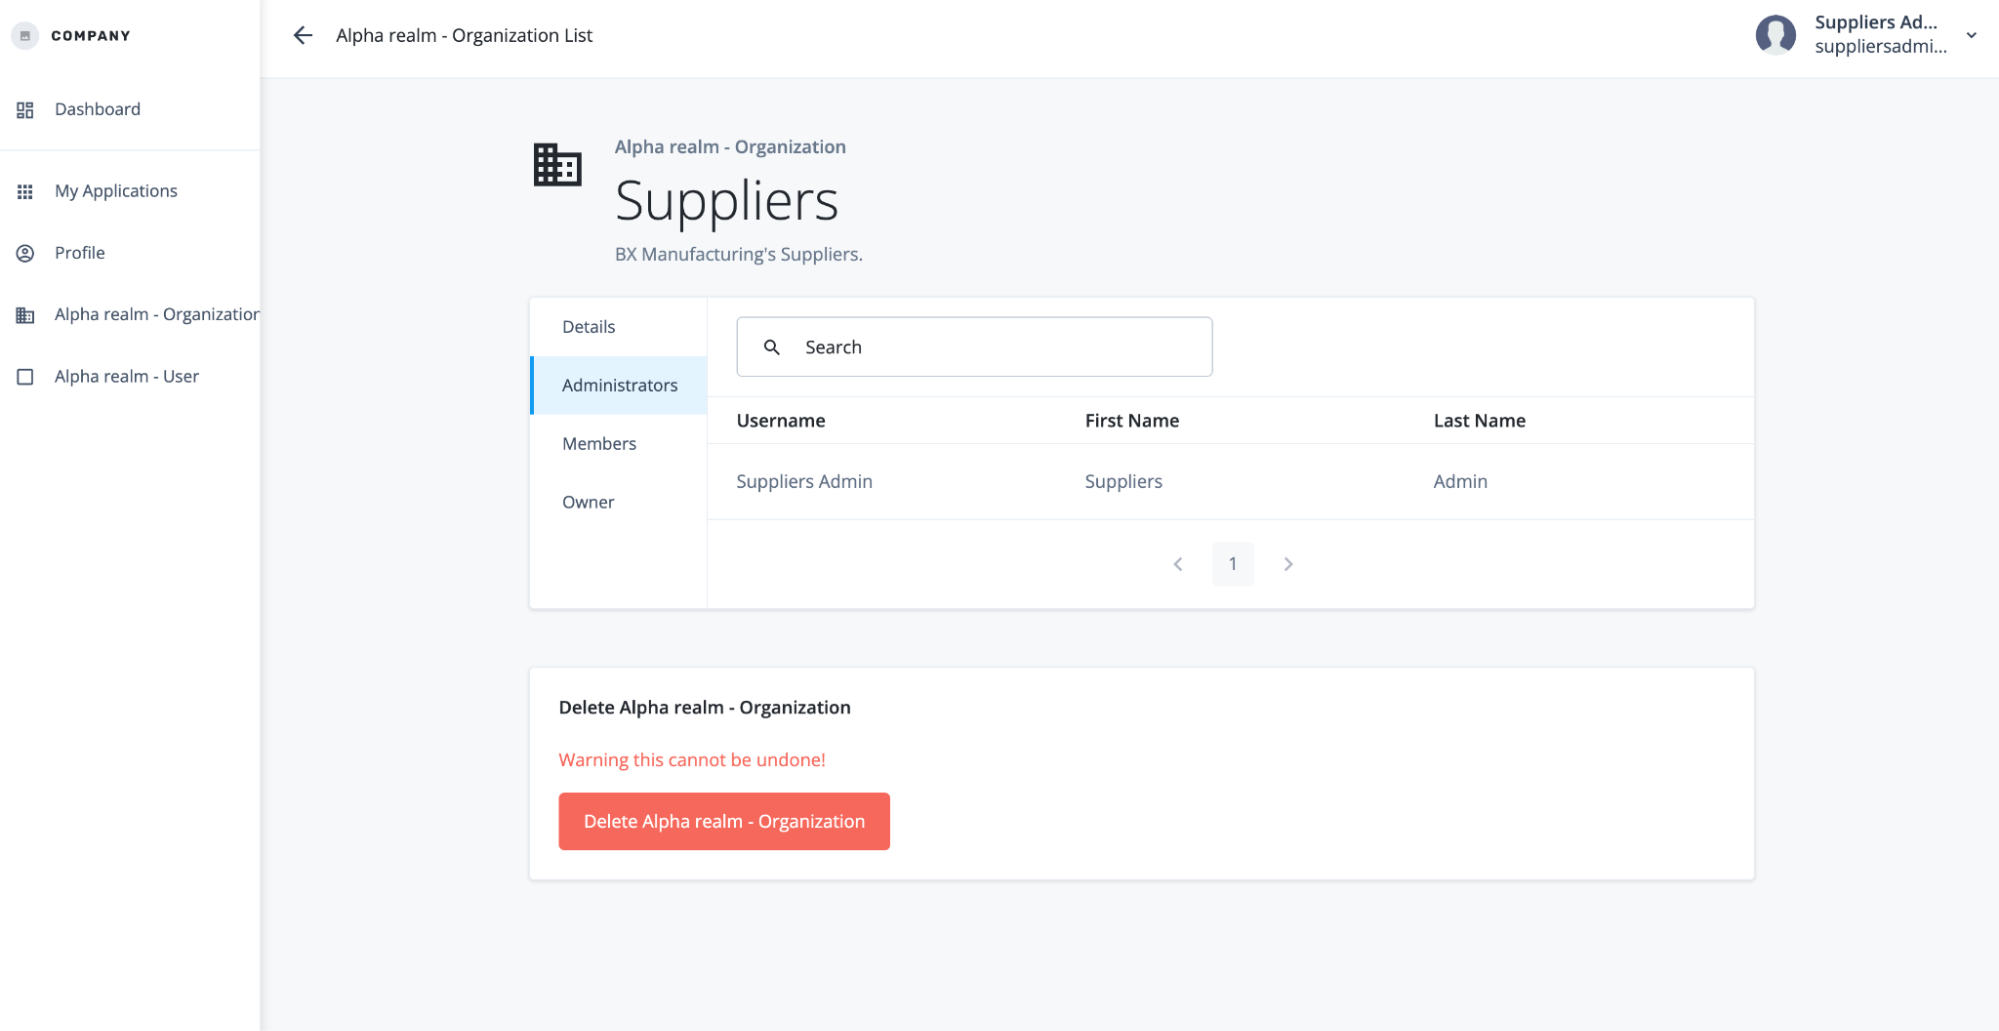 COMPANY
Dashboard
My Applications
Profile
Alpha realm - Organization
Alpha realm - User
Alpha realm - Organization List
Suppliers Ad...
suppliersadmi...
Alpha realm - Organization
Suppliers
BX Manufacturing's Suppliers.
Details
Administrators
Members
Owner
Search
Username First Name Last Name
Suppliers Admin Suppliers Admin
1
Delete Alpha realm - Organization
Warning this cannot be undone!
Delete Alpha realm - Organization